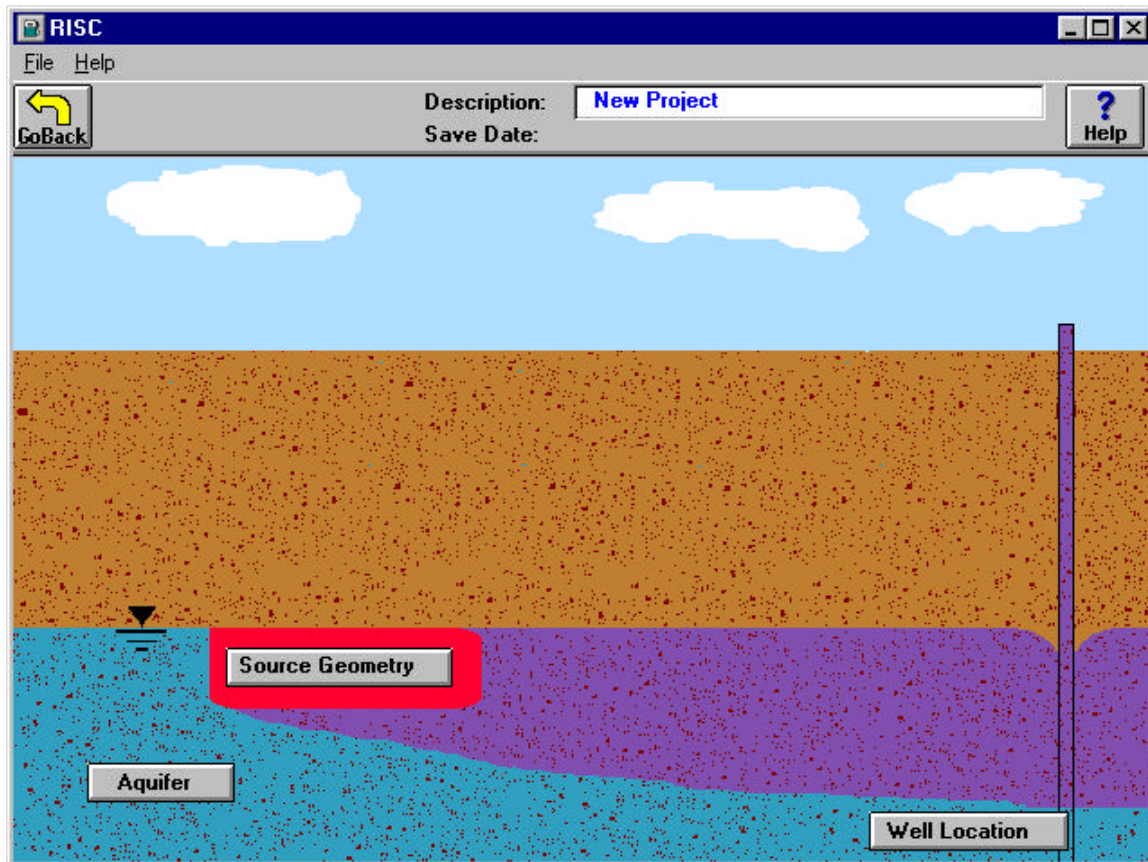 RISC
File Help
GoBack
Description: New Project
Save Date:
? Help
Source Geometry
Aquifer
Well Location